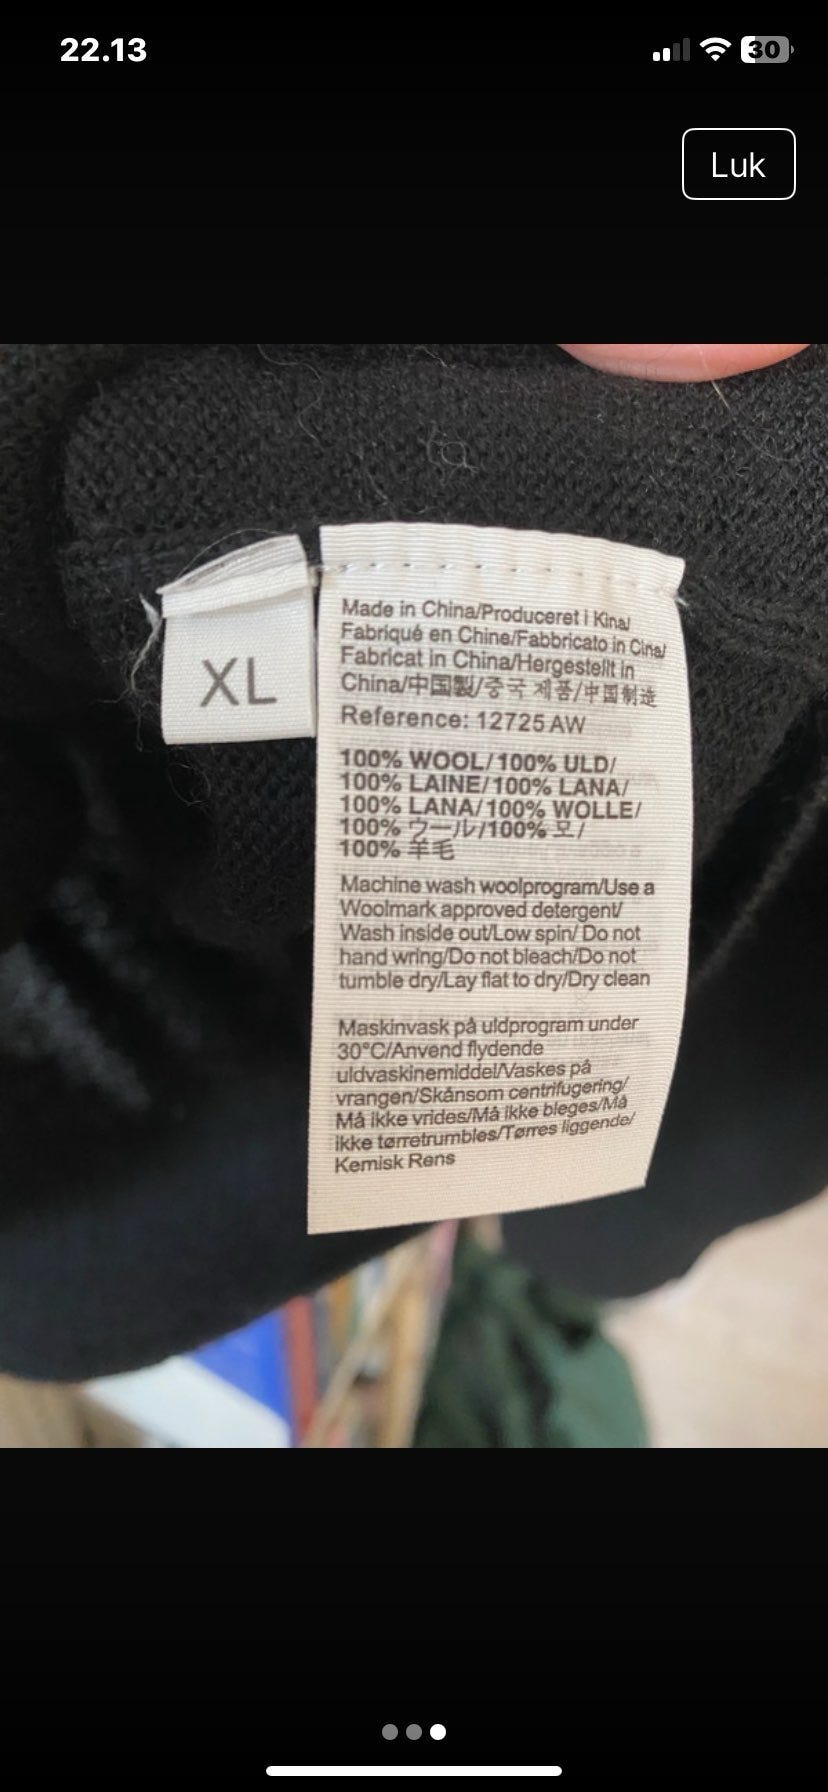 22.13
30
Luk
XL
Made in China/Produceret i Kina/
Fabriqué en Chine/Fabbricato in Cina/
Fabricat in China/Hergestellt in
China/中国製/중국 제품/中国制造
Reference: 12725 AW
100% WOOL/100% ULD/
100% LAINE/100% LANA/
100% LANA/100% WOLLE/
100% ウール/100% 모/
100% 羊毛
Machine wash woolprogram/Use a
Woolmark approved detergent/
Wash inside out/Low spin/ Do not
hand wring/Do not bleach/Do not
tumble dry/Lay flat to dry/Dry clean
Maskinvask på uldprogram under
30°C/Anvend flydende
uldvaskinemiddel/Vaskes på
vrangen/Skånsom centrifugering/
Må ikke vrides/Må ikke bleges/Må
ikke tørretrumbles/Tørres liggende/
Kemisk Rens